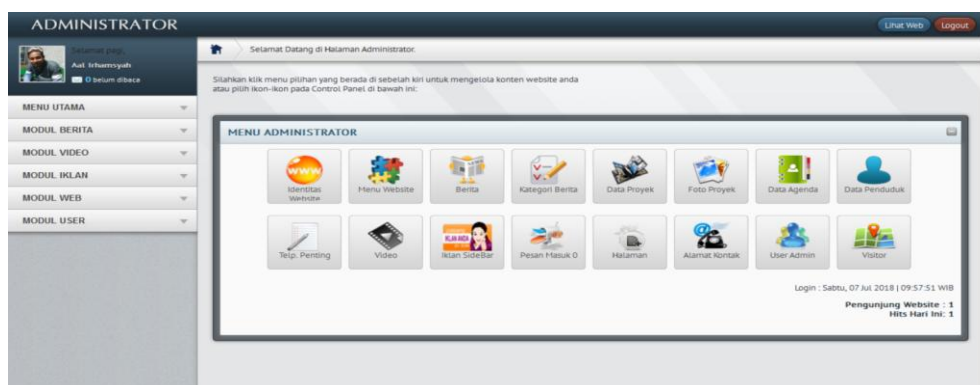 ADMINISTRATOR
Lihat Web
Logout
Selamat pagi,
Aat Irhamsyah
0 belum dibaca
Selamat Datang di Halaman Administrator.
MENU UTAMA
MODUL BERITA
MODUL VIDEO
MODUL IKLAN
MODUL WEB
MODUL USER
Silahkan klik menu pilihan yang berada di sebelah kiri untuk mengelola konten website anda
atau pilih ikon-ikon pada Control Panel di bawah ini:
MENU ADMINISTRATOR
www
Identitas
Website
Menu Website
Berita
Kategori Berita
Data Proyek
Foto Proyek
Data Agenda
Data Penduduk
Telp. Penting
Video
IKLAN ANDA
Iklan SideBar
Pesan Masuk 0
Halaman
Alamat Kontak
User Admin
Visitor
Login : Sabtu, 07 Jul 2018 | 09:57:51 WIB
Pengunjung Website : 1
Hits Hari Ini: 1